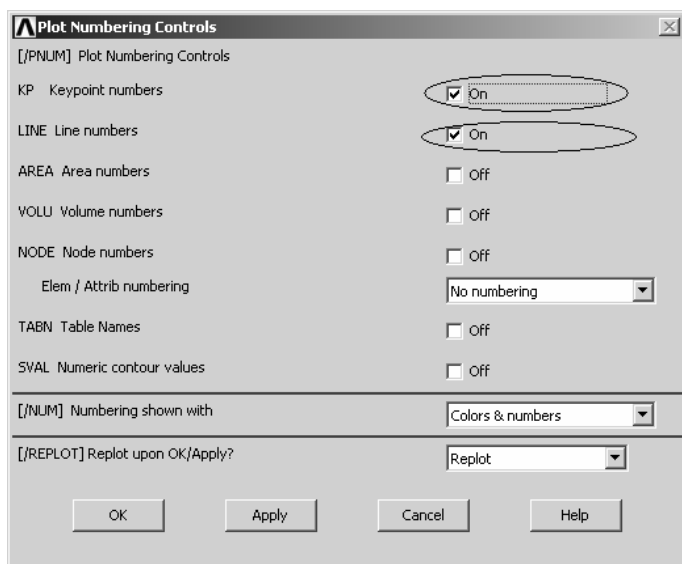 Plot Numbering Controls
[/PNUM] Plot Numbering Controls
KP Keypoint numbers On
LINE Line numbers On
AREA Area numbers Off
VOLU Volume numbers Off
NODE Node numbers Off
Elem / Attrib numbering No numbering
TABN Table Names Off
SVAL Numeric contour values Off
[/NUM] Numbering shown with Colors & numbers
[/REPLOT] Replot upon OK/Apply? Replot
OK Apply Cancel Help